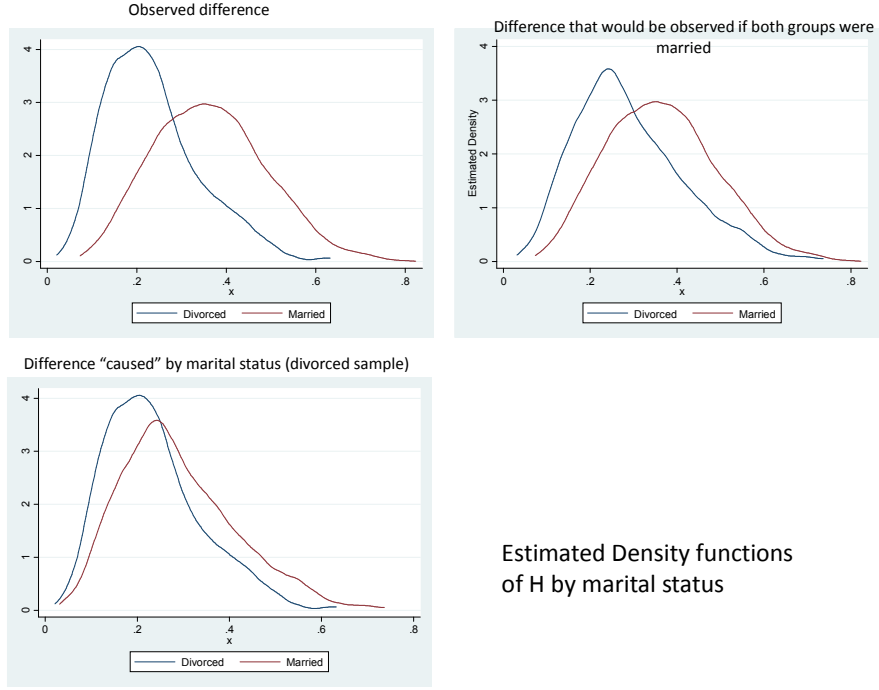 Observed difference
4
3
2
1
0
0 .2 .4 .6 .8
x
Divorced Married
Difference that would be observed if both groups were
married
Estimated Density
4
3
2
1
0
0 .2 .4 .6 .8
x
Divorced Married
Difference “caused” by marital status (divorced sample)
4
3
2
1
0
0 .2 .4 .6 .8
x
Divorced Married
Estimated Density functions
of H by marital status